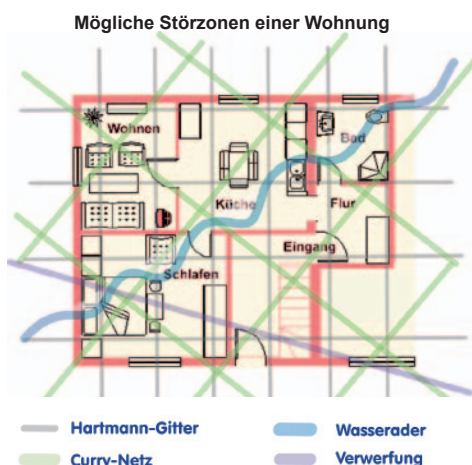 Mögliche Störzonen einer Wohnung
Wohnen
Bad
Küche
Flur
Eingang
Schlafen
Hartmann-Gitter
Wasserader
Curry-Netz
Verwerfung